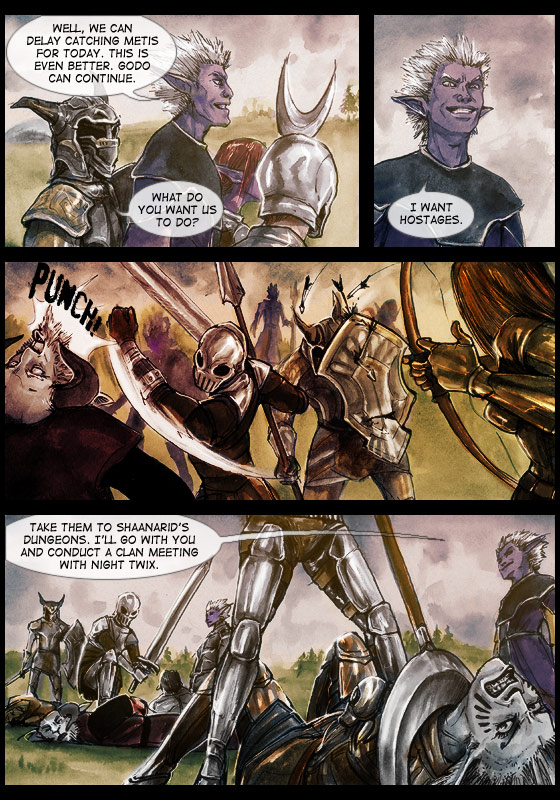 WELL, WE CAN
DELAY CATCHING METIS
FOR TODAY. THIS IS
EVEN BETTER. GODO
CAN CONTINUE.
WHAT DO
YOU WANT US
TO DO?
I WANT
HOSTAGES.
PUNCH!
TAKE THEM TO SHAANARID'S
DUNGEONS. I'LL GO WITH YOU
AND CONDUCT A CLAN MEETING
WITH NIGHT TWIX.